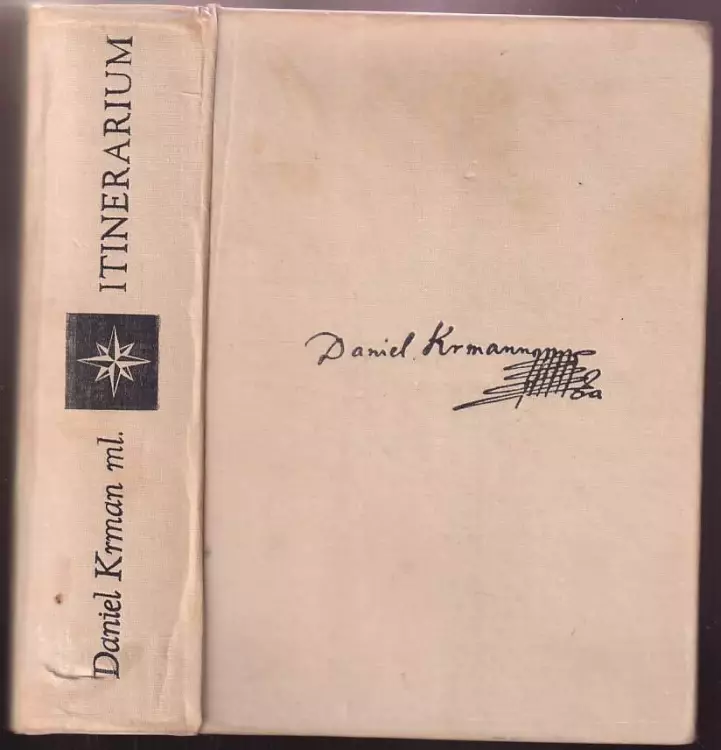 Daniel Krman ml.
ITINERARIUM
Daniel Krmann